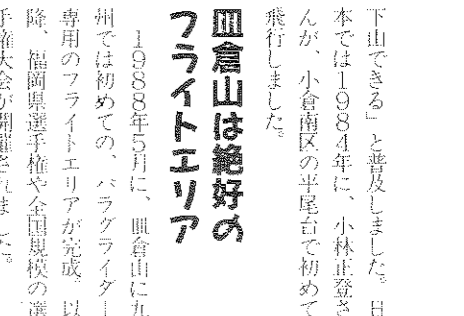 下山できる」と普及しました。日
本では1984年に、小林正登さ
んが、小倉南区の平尾台で初めて
飛行しました。
皿倉山は絶好の
フライトエリア
1988年5月に、皿倉山に九
州では初めての、パラグライダー
専用のフライトエリアが完成。以
降、福岡県選手権や全国規模の選
手権大会が開催されました。